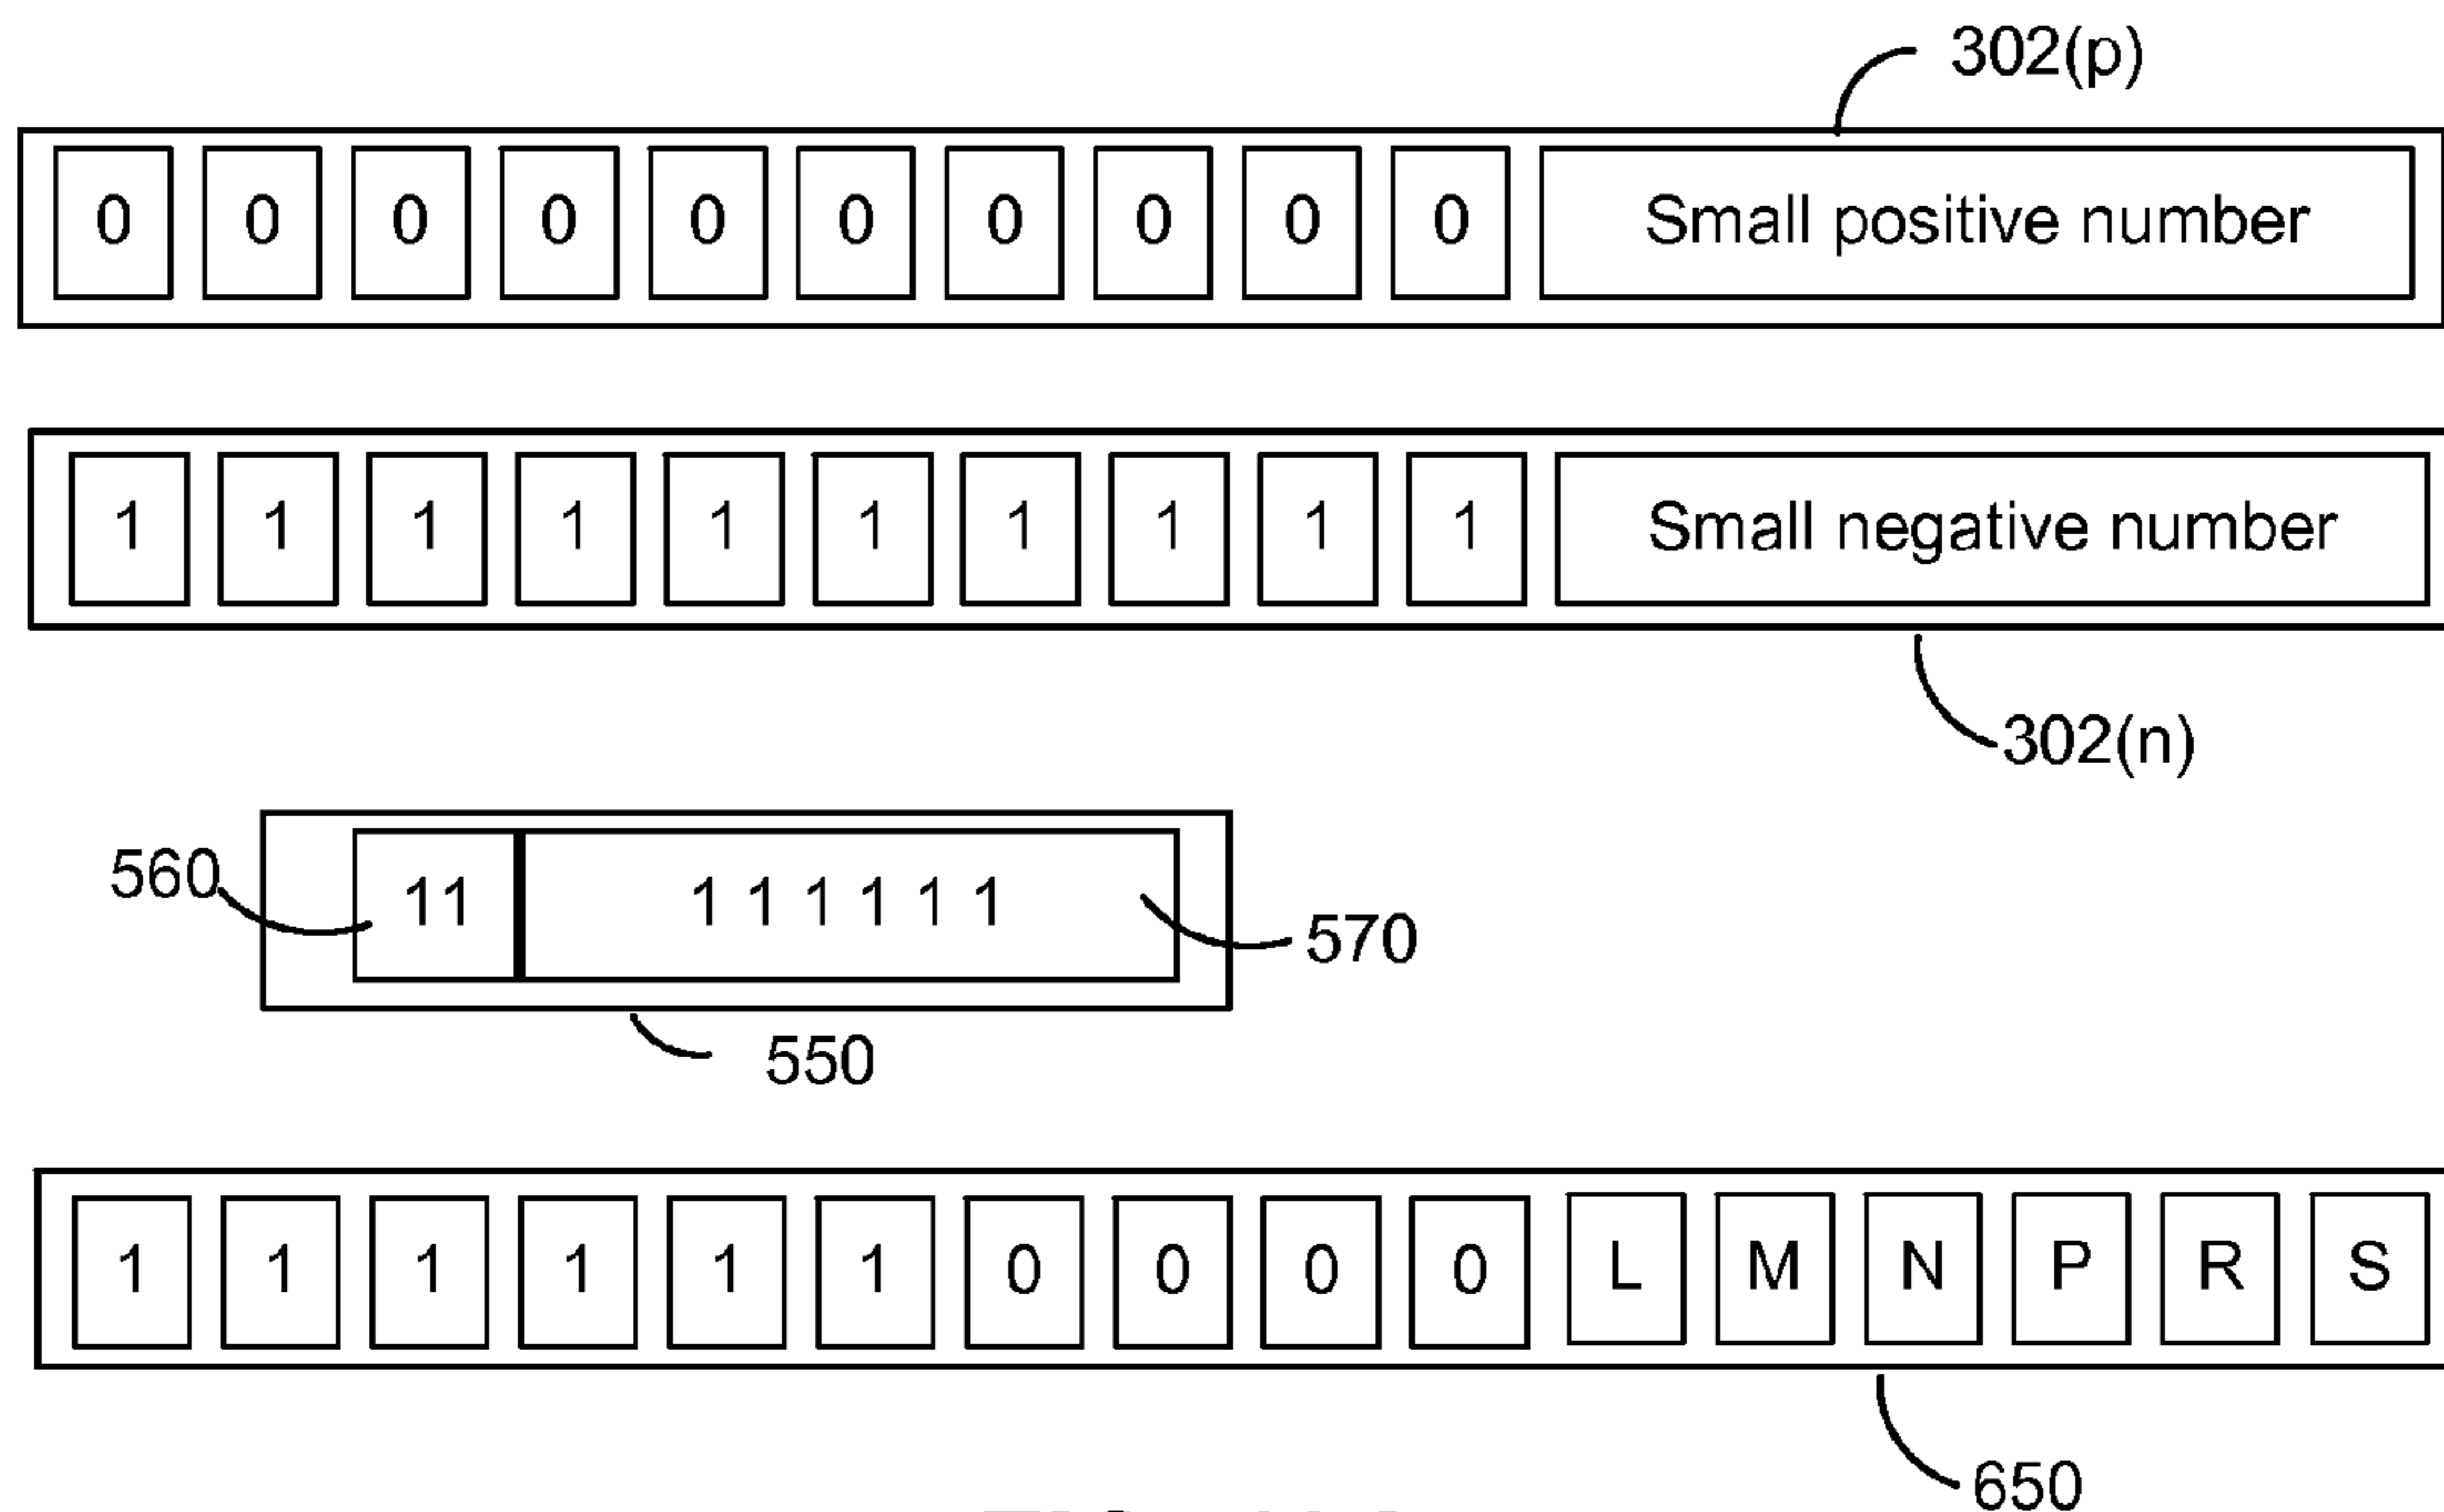 302(p)
0 0 0 0 0 0 0 0 0 0 Small positive number
1 1 1 1 1 1 1 1 1 1 Small negative number
302(n)
560 11 1 1 1 1 1 1 570
550
1 1 1 1 1 1 0 0 0 0 L M N P R S
650